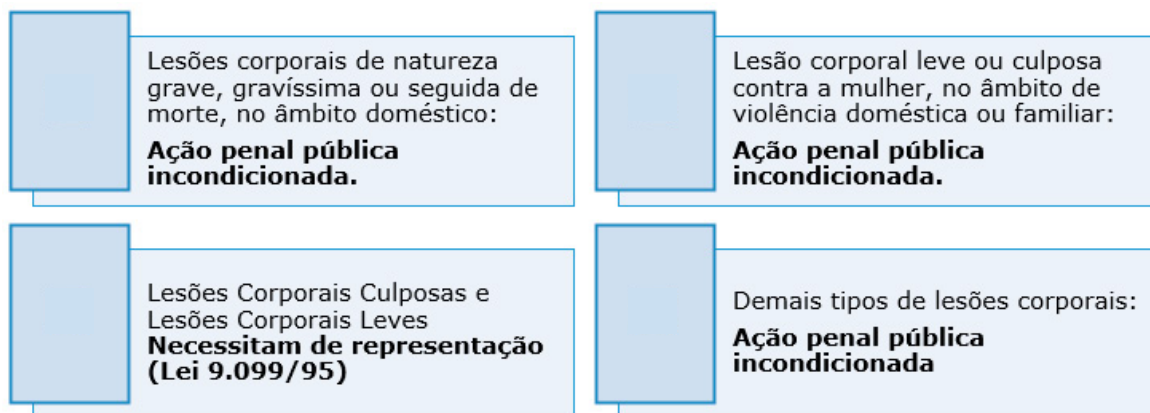 Lesões corporais de natureza
grave, gravíssima ou seguida de
morte, no âmbito doméstico:
Ação penal pública
incondicionada.
Lesão corporal leve ou culposa
contra a mulher, no âmbito de
violência doméstica ou familiar:
Ação penal pública
incondicionada.
Lesões Corporais Culposas e
Lesões Corporais Leves
Necessitam de representação
(Lei 9.099/95)
Demais tipos de lesões corporais:
Ação penal pública
incondicionada